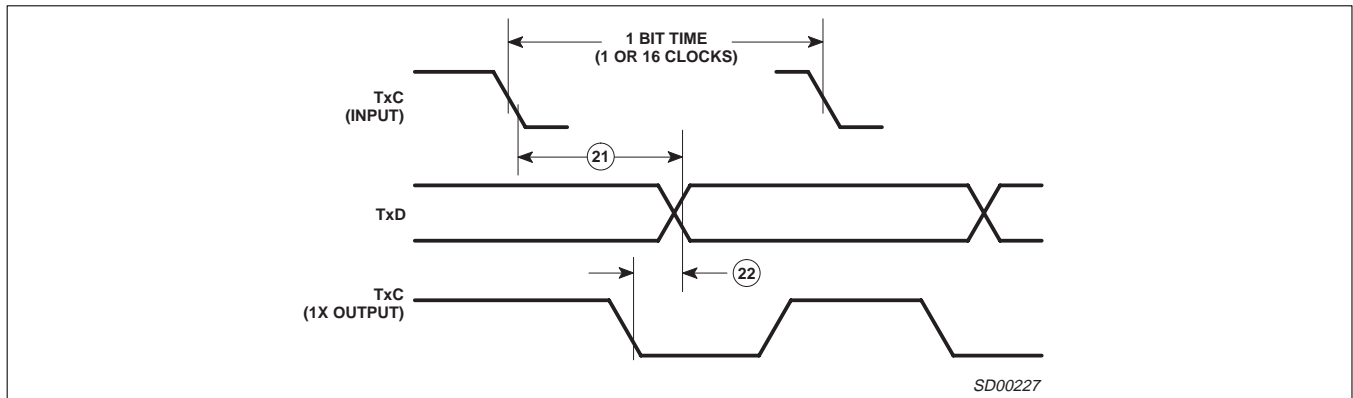 1 BIT TIME
(1 OR 16 CLOCKS)
TxC
(INPUT)
21
TxD
22
TxC
(1X OUTPUT)
SD00227